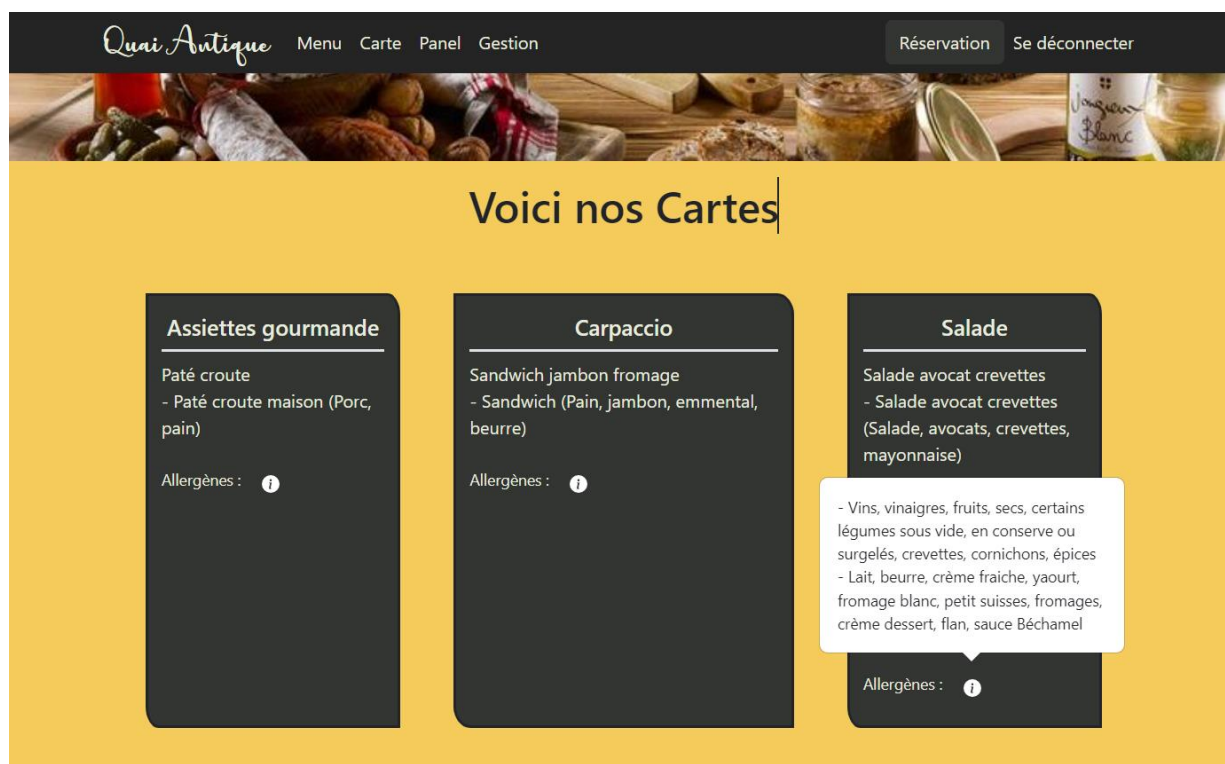 Quai Antique Menu Carte Panel Gestion Réservation Se déconnecter
Jongieux
Blanc
Voici nos Cartes
Assiettes gourmande
Paté croute
- Paté croute maison (Porc,
pain)
Allergènes : i
Carpaccio
Sandwich jambon fromage
- Sandwich (Pain, jambon, emmental,
beurre)
Allergènes : i
Salade
Salade avocat crevettes
- Salade avocat crevettes
(Salade, avocats, crevettes,
mayonnaise)
- Vins, vinaigres, fruits, secs, certains
légumes sous vide, en conserve ou
surgelés, crevettes, cornichons, épices
- Lait, beurre, crème fraiche, yaourt,
fromage blanc, petit suisses, fromages,
crème dessert, flan, sauce Béchamel
Allergènes : i